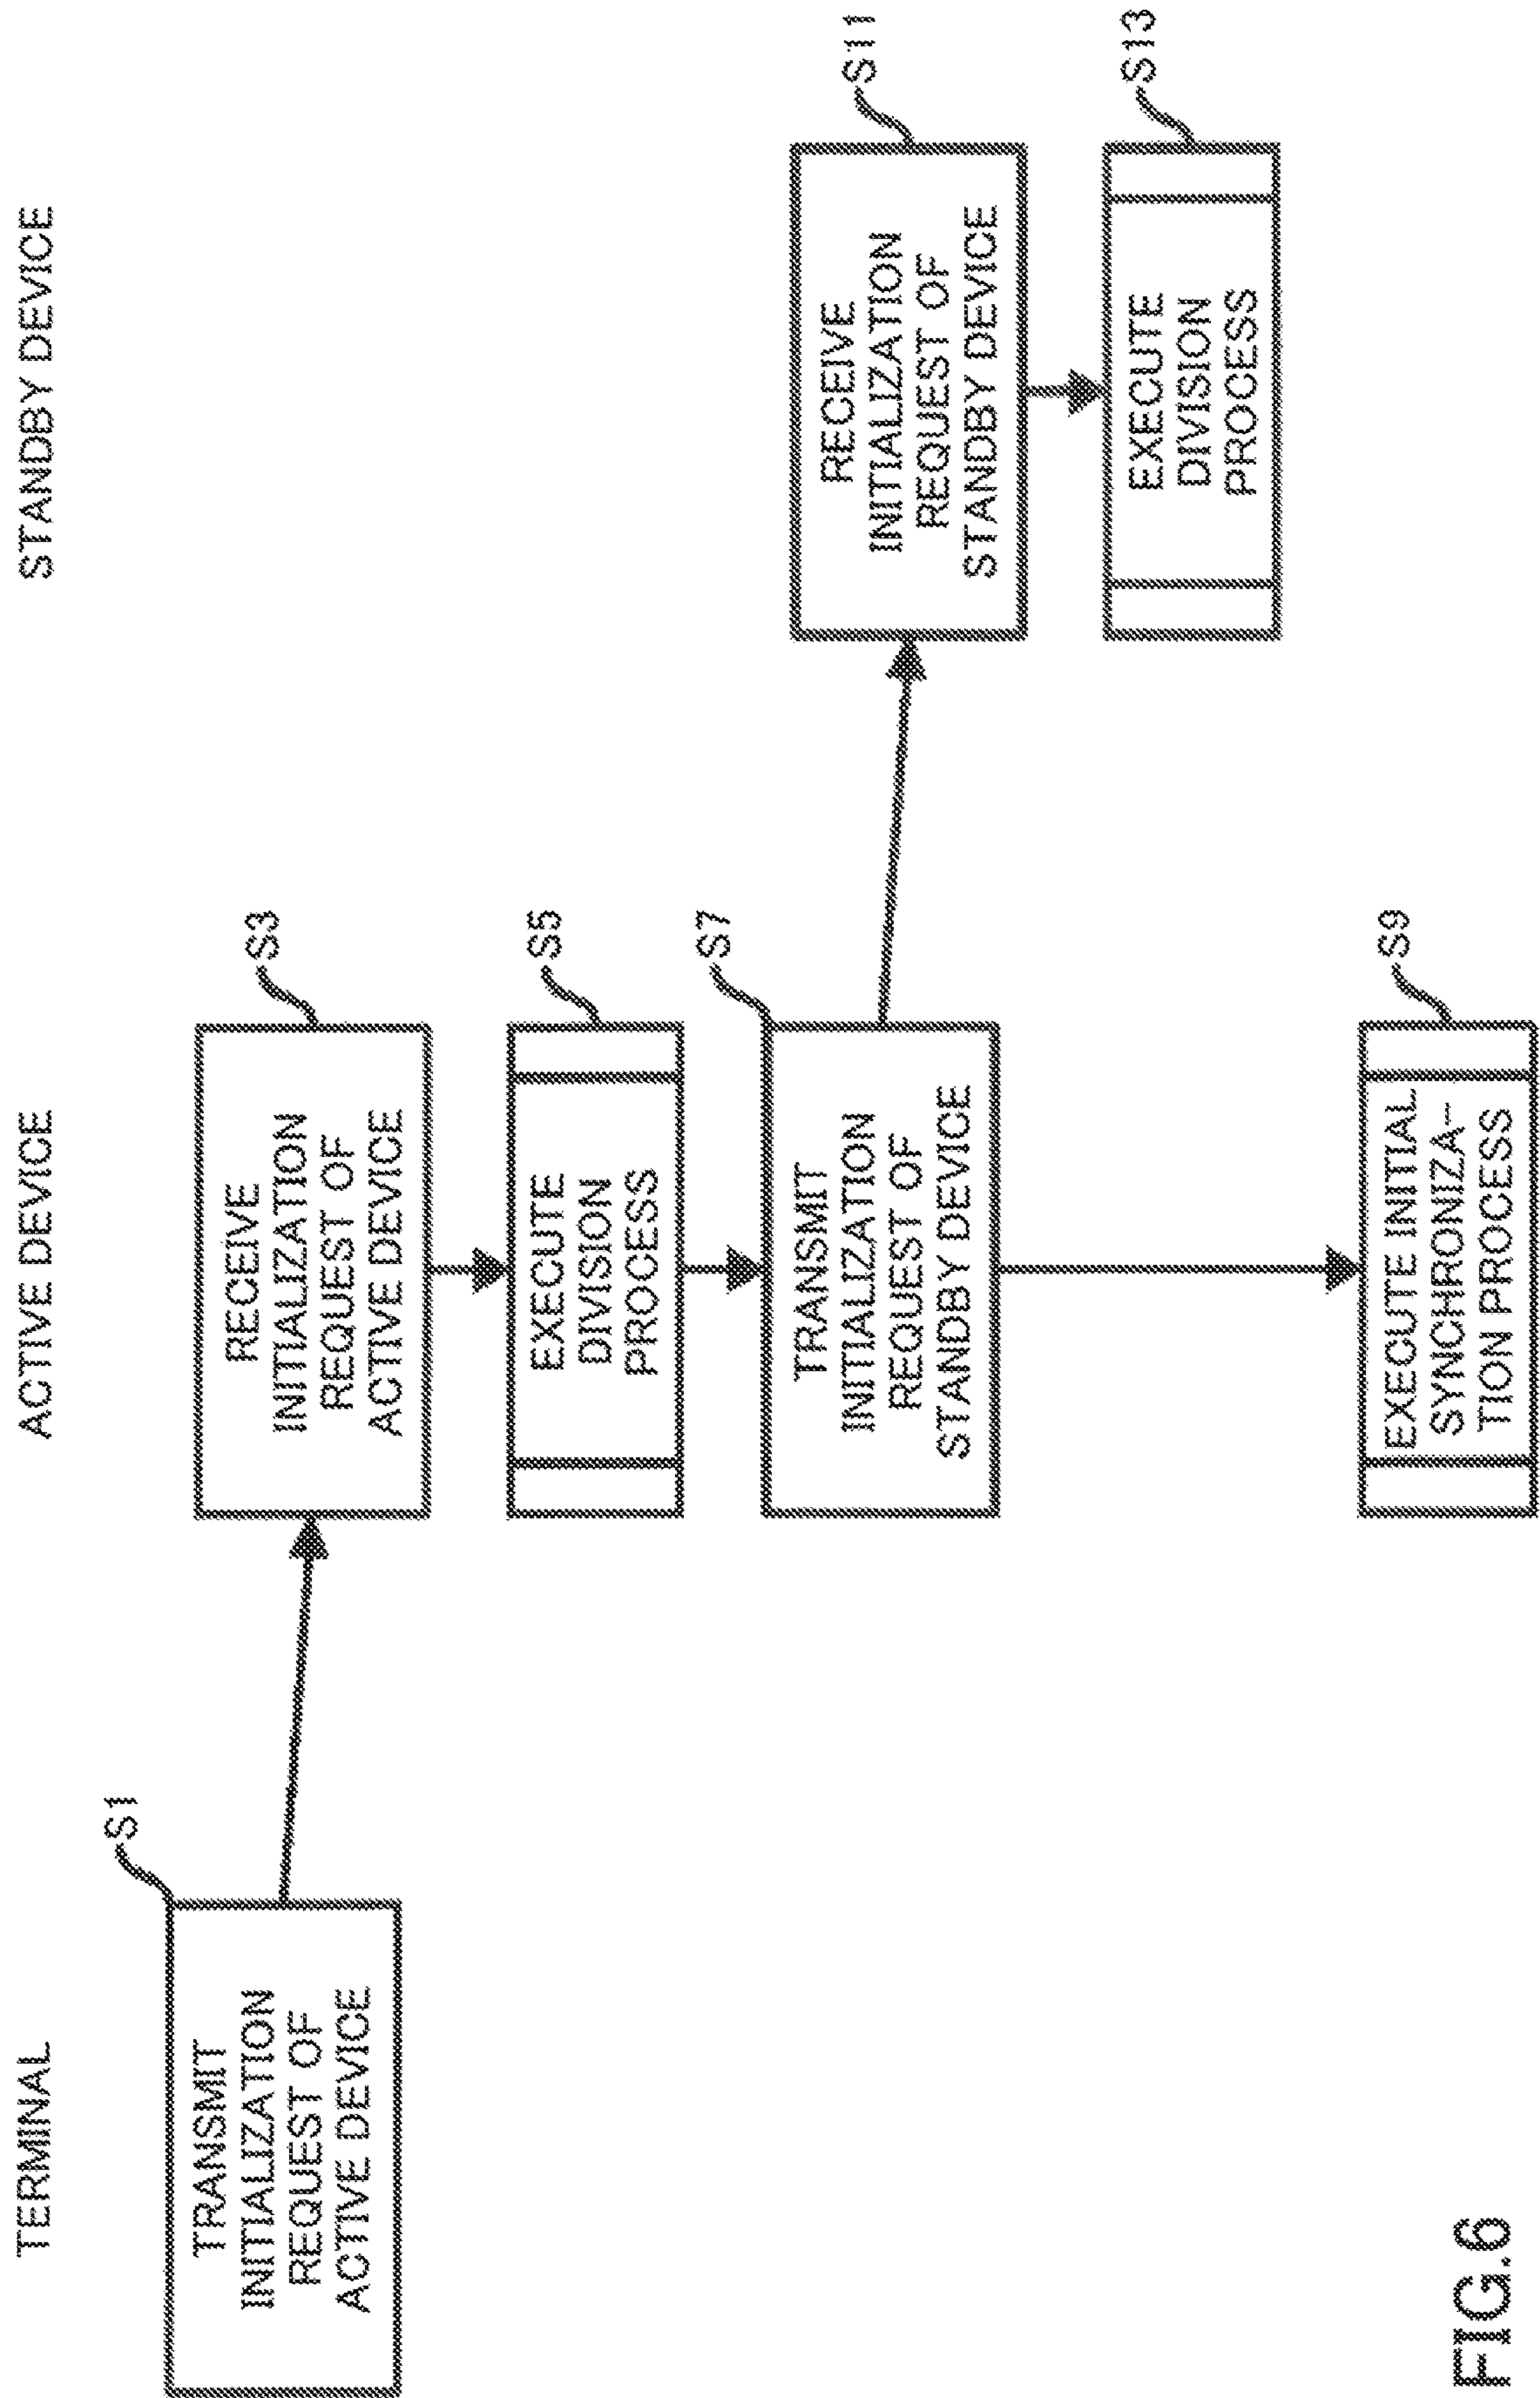 TERMINAL
ACTIVE DEVICE
STANDBY DEVICE
S1
TRANSMIT
INITIALIZATION
REQUEST OF
ACTIVE DEVICE
S3
RECEIVE
INITIALIZATION
REQUEST OF
ACTIVE DEVICE
S5
EXECUTE
DIVISION
PROCESS
S7
TRANSMIT
INITIALIZATION
REQUEST OF
STANDBY DEVICE
S11
RECEIVE
INITIALIZATION
REQUEST OF
STANDBY DEVICE
S13
EXECUTE
DIVISION
PROCESS
S9
EXECUTE INITIAL
SYNCHRONIZA-
TION PROCESS
FIG.6